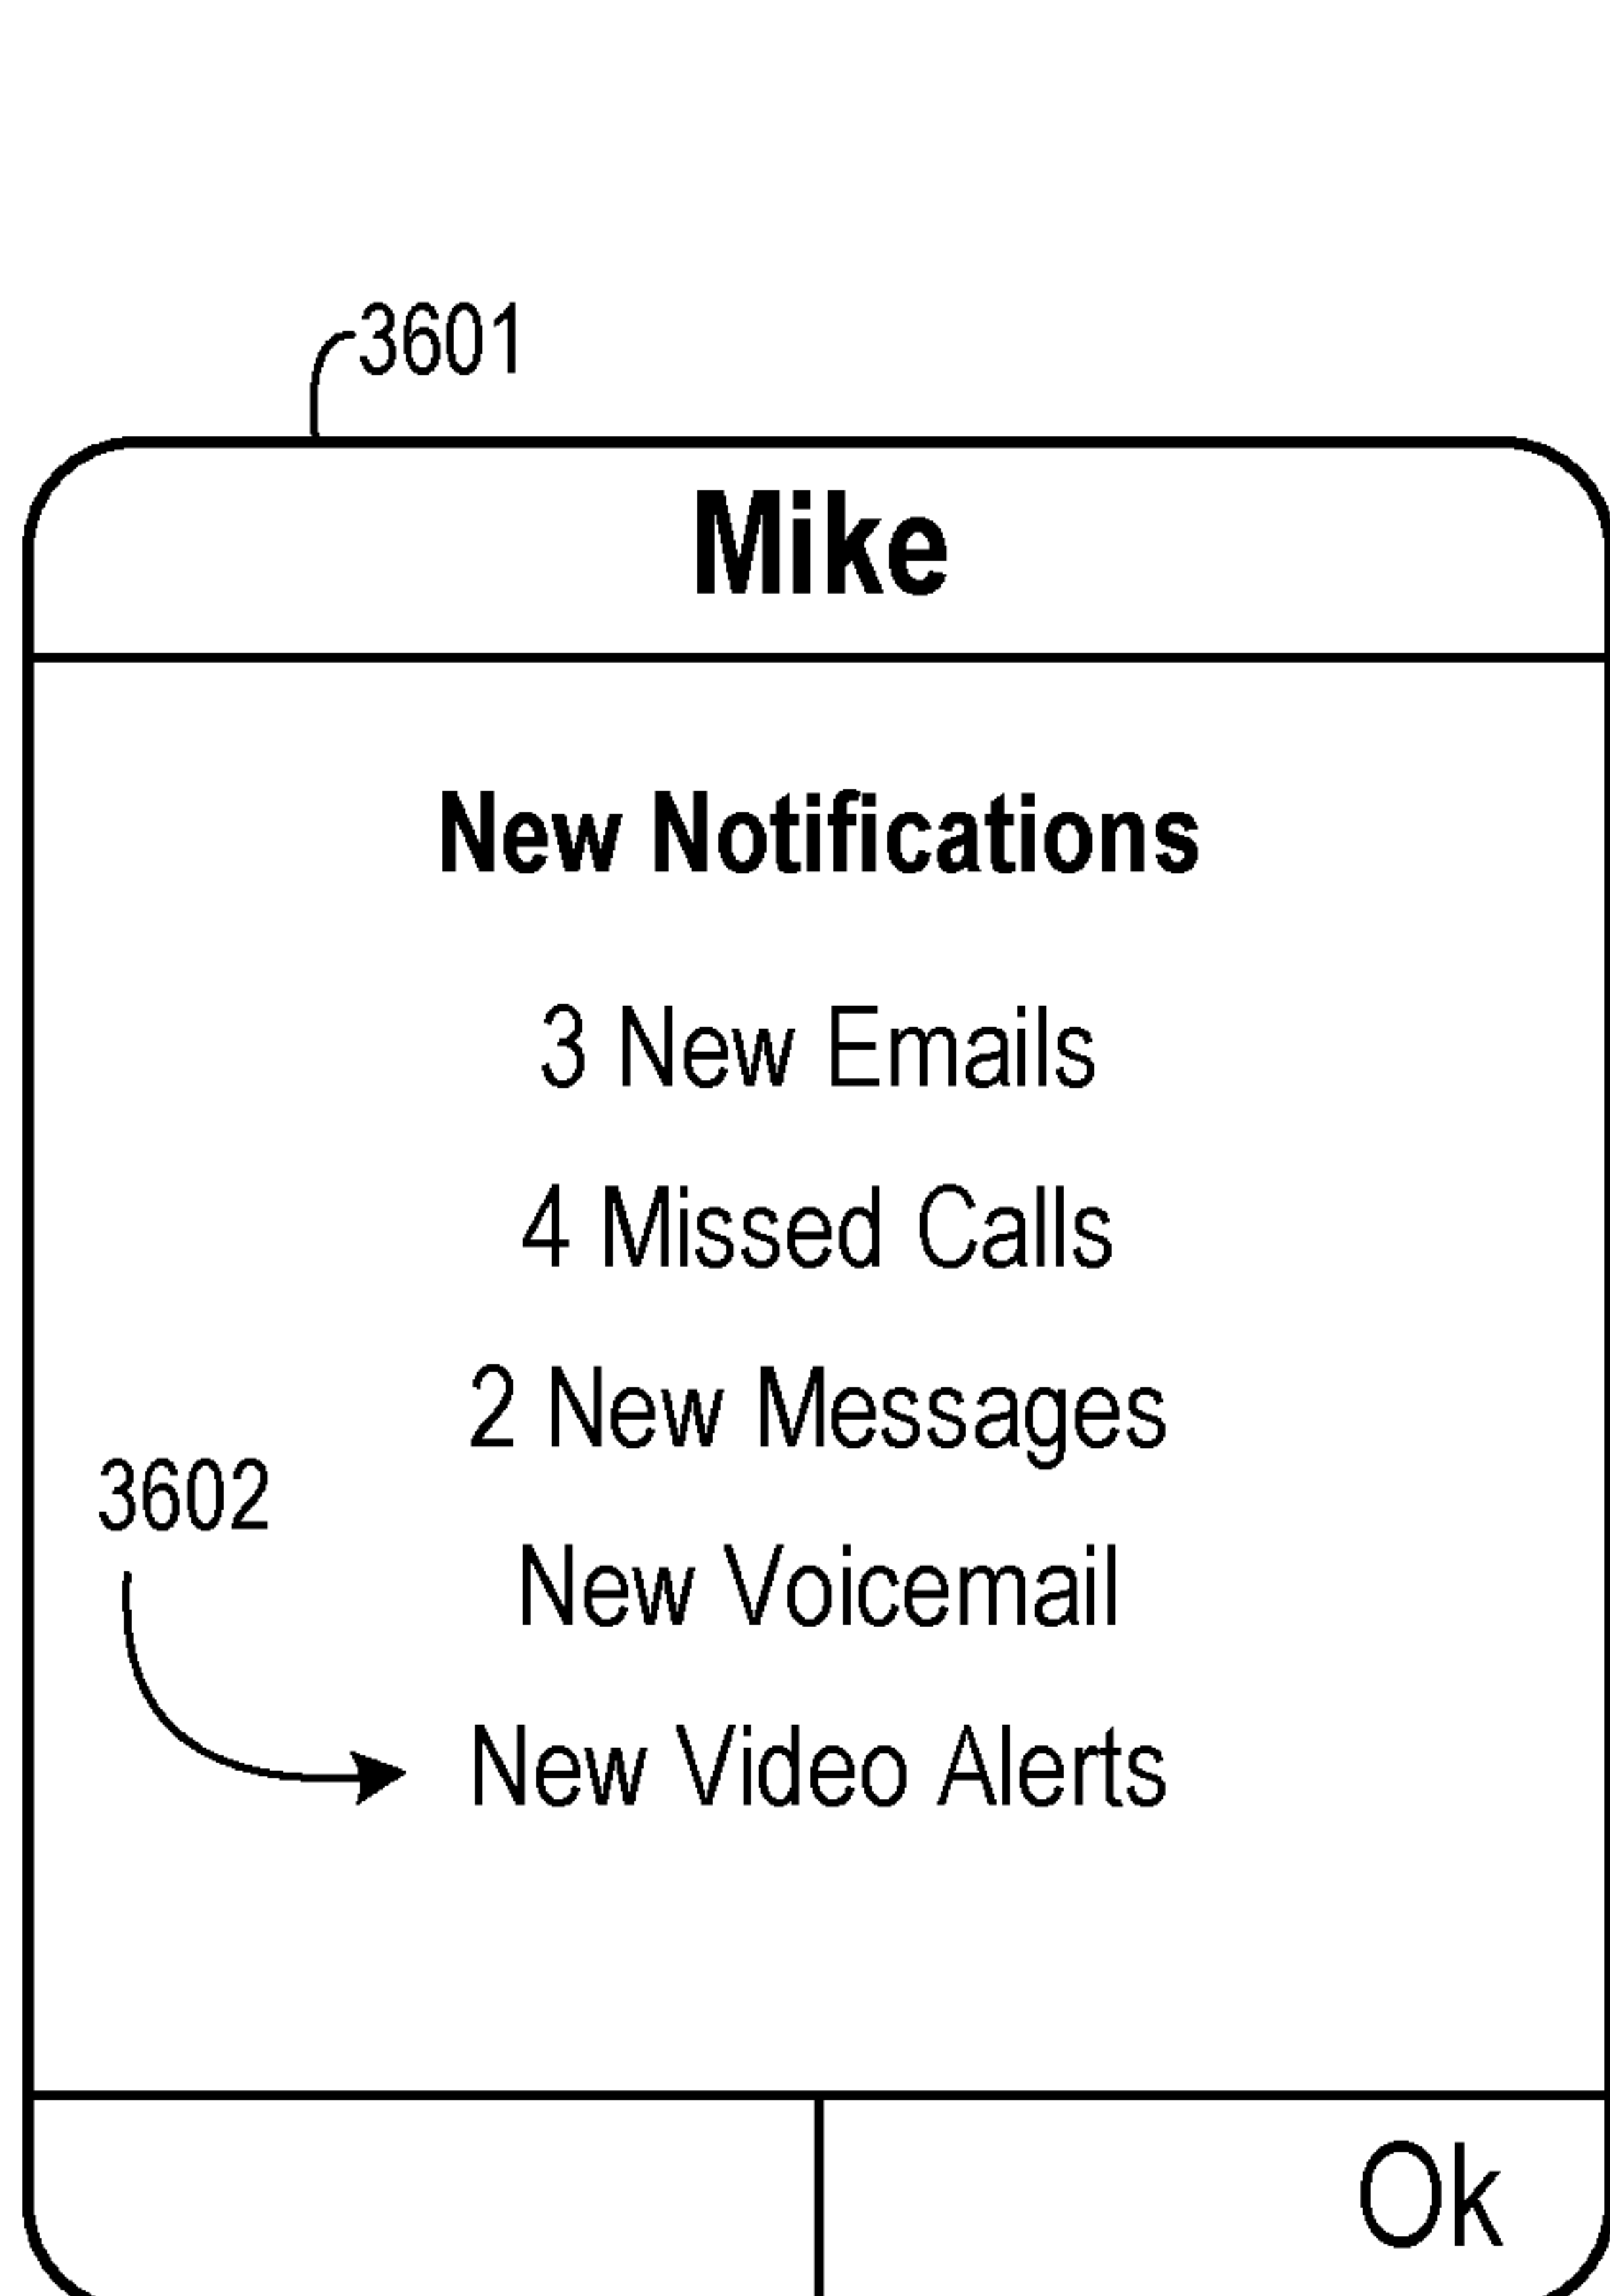 3601
Mike
New Notifications
3 New Emails
4 Missed Calls
2 New Messages
3602
New Voicemail
New Video Alerts
Ok